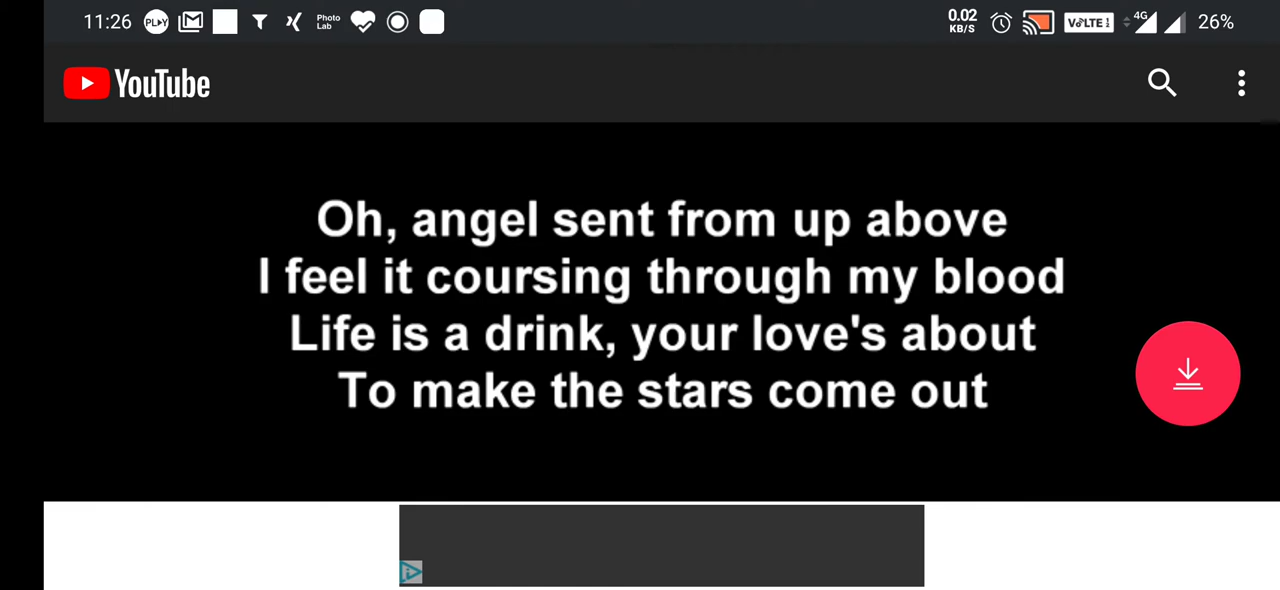 11:26 PLAY Photo Lab 0.02 KB/S VoLTE 4G 26%
YouTube
Oh, angel sent from up above
I feel it coursing through my blood
Life is a drink, your love's about
To make the stars come out